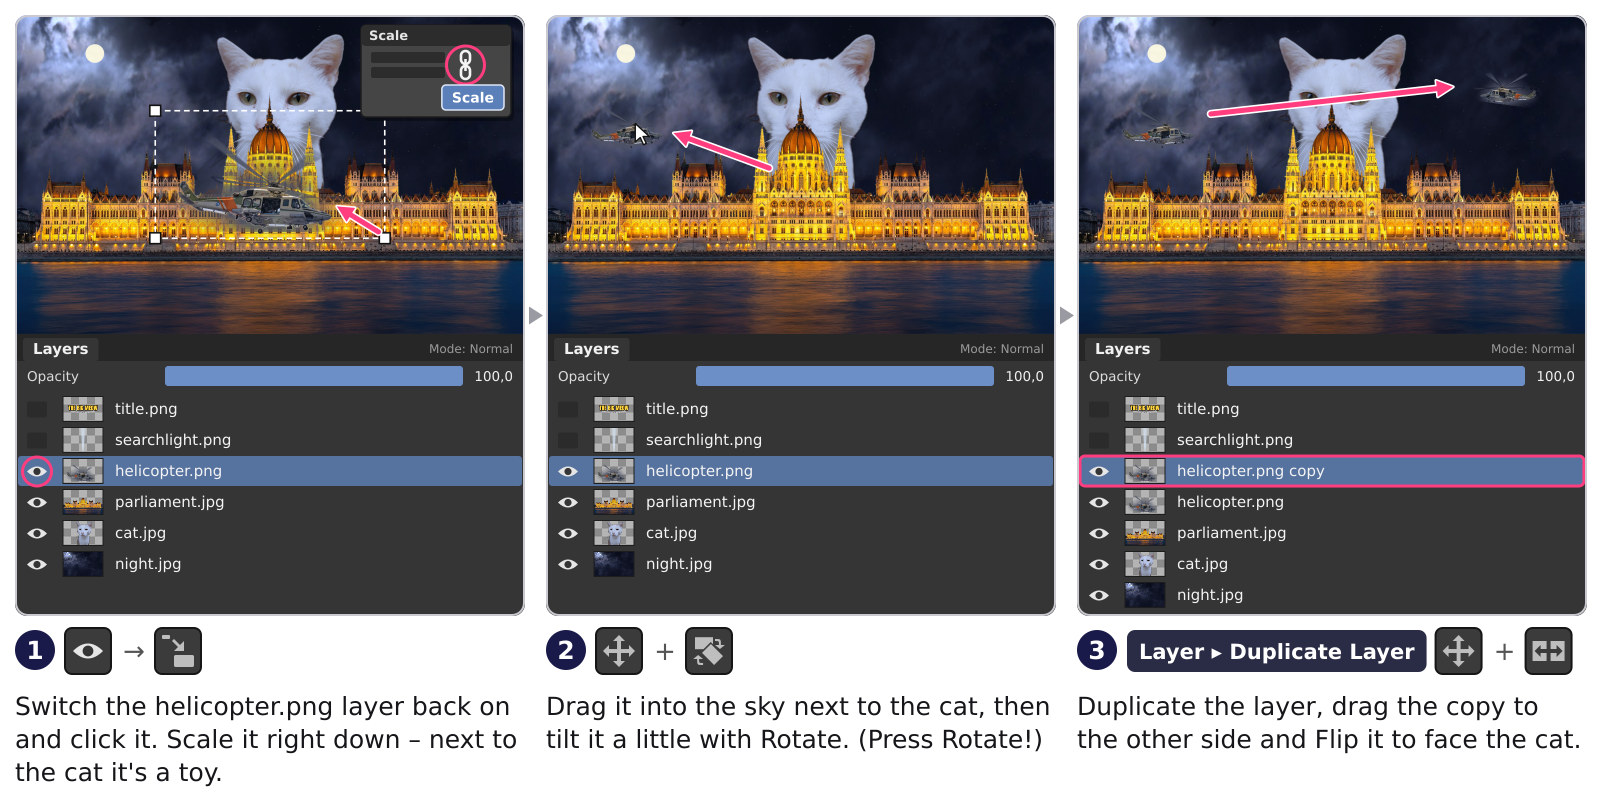 Scale
Scale
Layers
Mode: Normal
Opacity
100,0
title.png
searchlight.png
helicopter.png
parliament.jpg
cat.jpg
night.jpg
1
→
Switch the helicopter.png layer back on
and click it. Scale it right down – next to
the cat it's a toy.
Layers
Mode: Normal
Opacity
100,0
title.png
searchlight.png
helicopter.png
parliament.jpg
cat.jpg
night.jpg
2
+
Drag it into the sky next to the cat, then
tilt it a little with Rotate. (Press Rotate!)
Layers
Mode: Normal
Opacity
100,0
title.png
searchlight.png
helicopter.png copy
helicopter.png
parliament.jpg
cat.jpg
night.jpg
3
Layer ▸ Duplicate Layer
+
Duplicate the layer, drag the copy to
the other side and Flip it to face the cat.